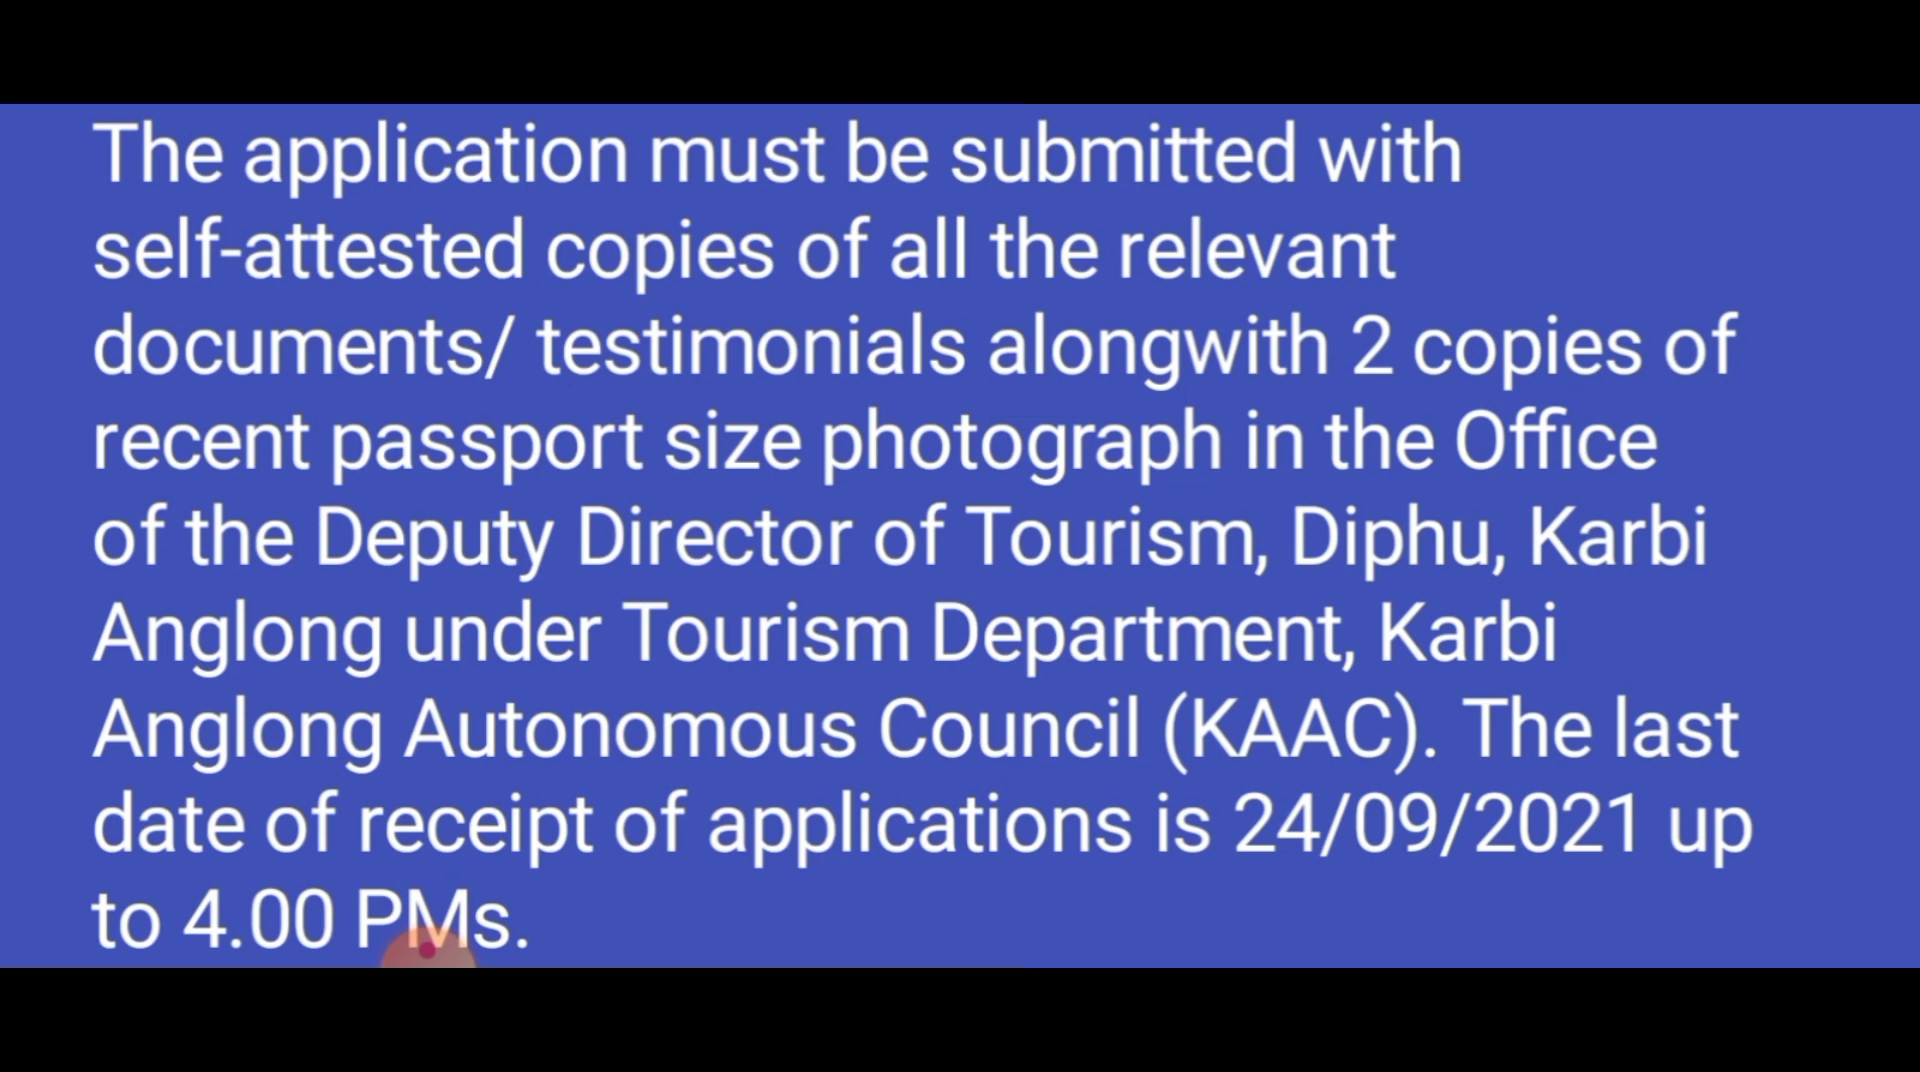 The application must be submitted with
self-attested copies of all the relevant
documents/ testimonials alongwith 2 copies of
recent passport size photograph in the Office
of the Deputy Director of Tourism, Diphu, Karbi
Anglong under Tourism Department, Karbi
Anglong Autonomous Council (KAAC). The last
date of receipt of applications is 24/09/2021 up
to 4.00 PMs.